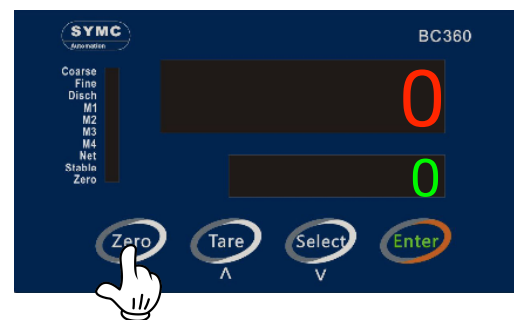 SYMC
Automation
BC360
Coarse
Fine
Disch
M1
M2
M3
M4
Net
Stable
Zero
0
0
Zero
Tare
Select
Enter
Λ
V